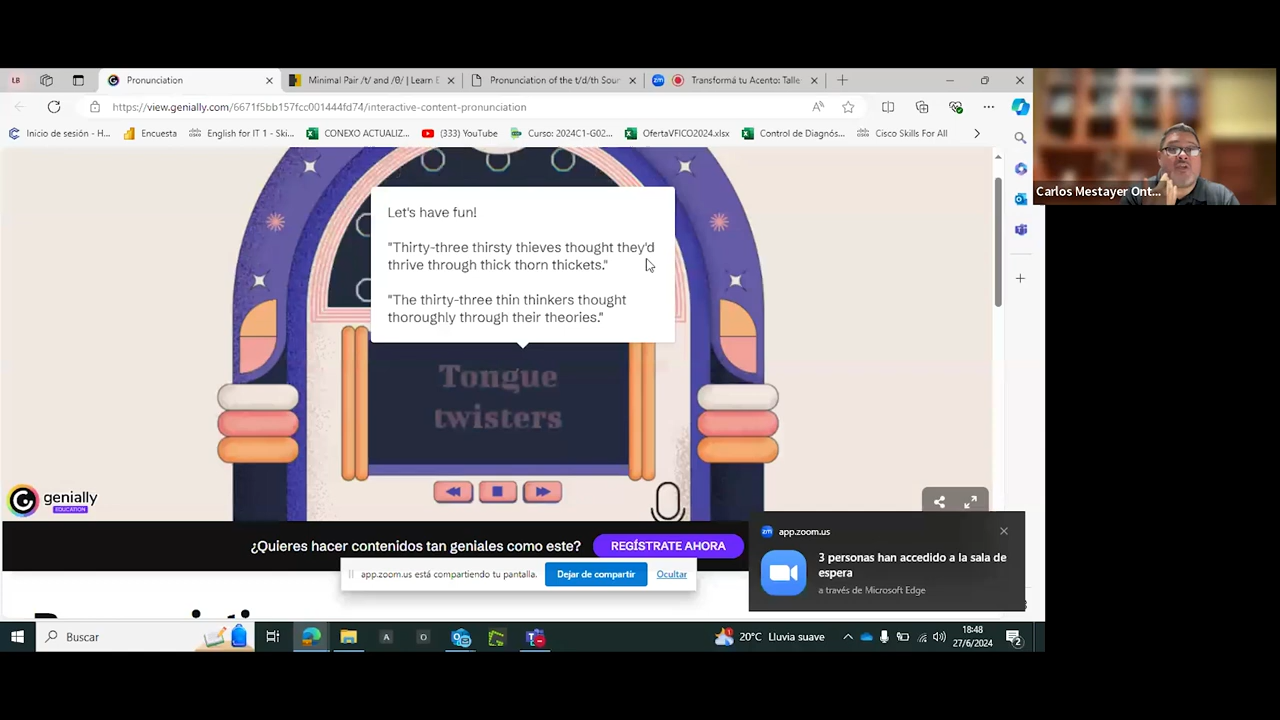 LB
Pronunciation
Minimal Pair /t/ and /θ/ | Learn E
Pronunciation of the t/d/th Soun
zm
Transformá tu Acento: Talle
https://view.genially.com/6671f5bb157fcc001444fd74/interactive-content-pronunciation
Inicio de sesión - H...
Encuesta
English for IT 1 - Ski...
CONEXO ACTUALIZ...
(333) YouTube
Curso: 2024C1-G02...
OfertaVFICO2024.xlsx
Control de Diagnós...
Cisco Skills For All
Carlos Mestayer Ont...
Let's have fun!
"Thirty-three thirsty thieves thought they'd
thrive through thick thorn thickets."
"The thirty-three thin thinkers thought
thoroughly through their theories."
Tongue
twisters
genially
EDUCATION
¿Quieres hacer contenidos tan geniales como este?
REGÍSTRATE AHORA
app.zoom.us está compartiendo tu pantalla.
Dejar de compartir
Ocultar
zm
app.zoom.us
3 personas han accedido a la sala de
espera
a través de Microsoft Edge
Buscar
20°C Lluvia suave
18:48
27/6/2024
2